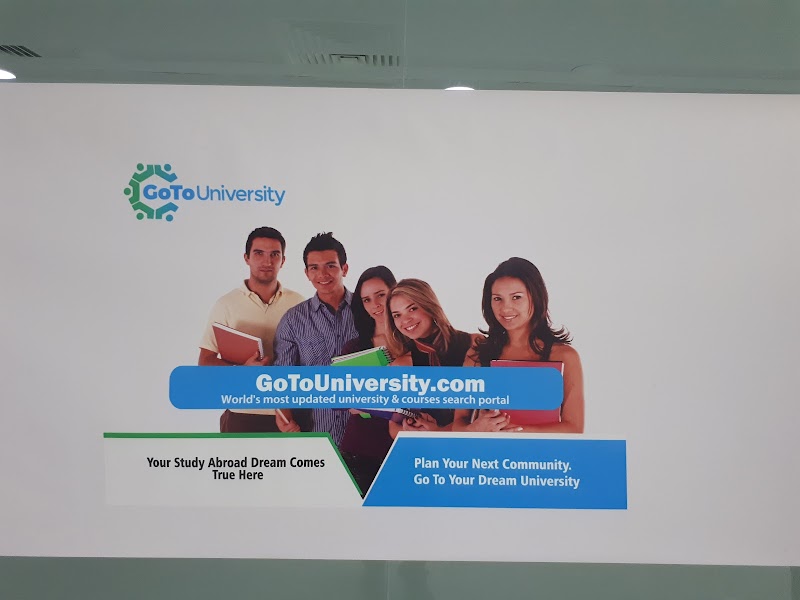 GoToUniversity
GoToUniversity.com
World's most updated university & courses search portal
Your Study Abroad Dream Comes
True Here
Plan Your Next Community.
Go To Your Dream University